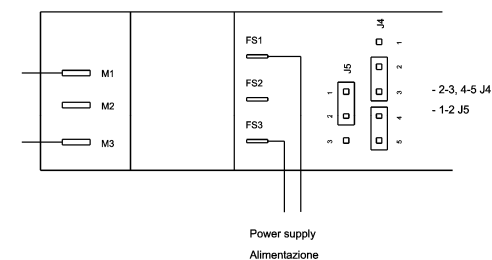 J4
FS1
1
J5
2
M1
FS2
1
3
- 2-3, 4-5 J4
M2
- 1-2 J5
FS3
2
4
M3
3
5
Power supply
Alimentazione